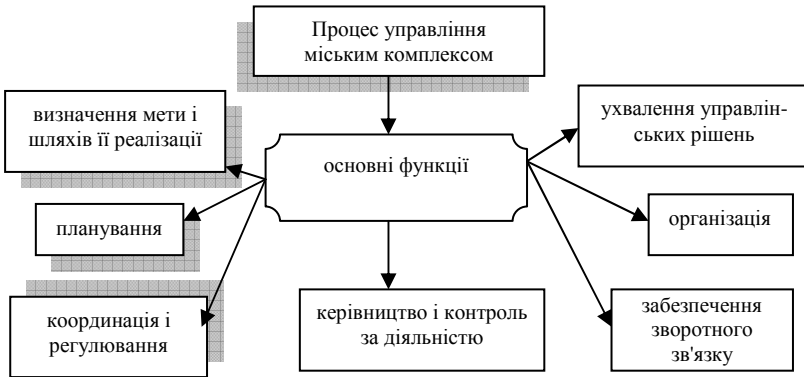 Процес управління
міським комплексом
визначення мети і
шляхів її реалізації
ухвалення управлін-
ських рішень
основні функції
планування
організація
координація і
регулювання
керівництво і контроль
за діяльністю
забезпечення
зворотного
зв'язку